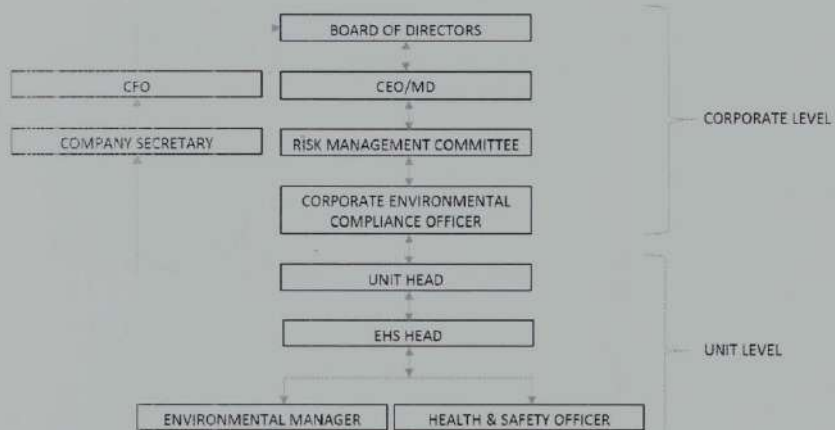 BOARD OF DIRECTORS
CFO
CEO/MD
CORPORATE LEVEL
COMPANY SECRETARY
RISK MANAGEMENT COMMITTEE
CORPORATE ENVIRONMENTAL
COMPLIANCE OFFICER
UNIT HEAD
EHS HEAD
UNIT LEVEL
ENVIRONMENTAL MANAGER
HEALTH & SAFETY OFFICER